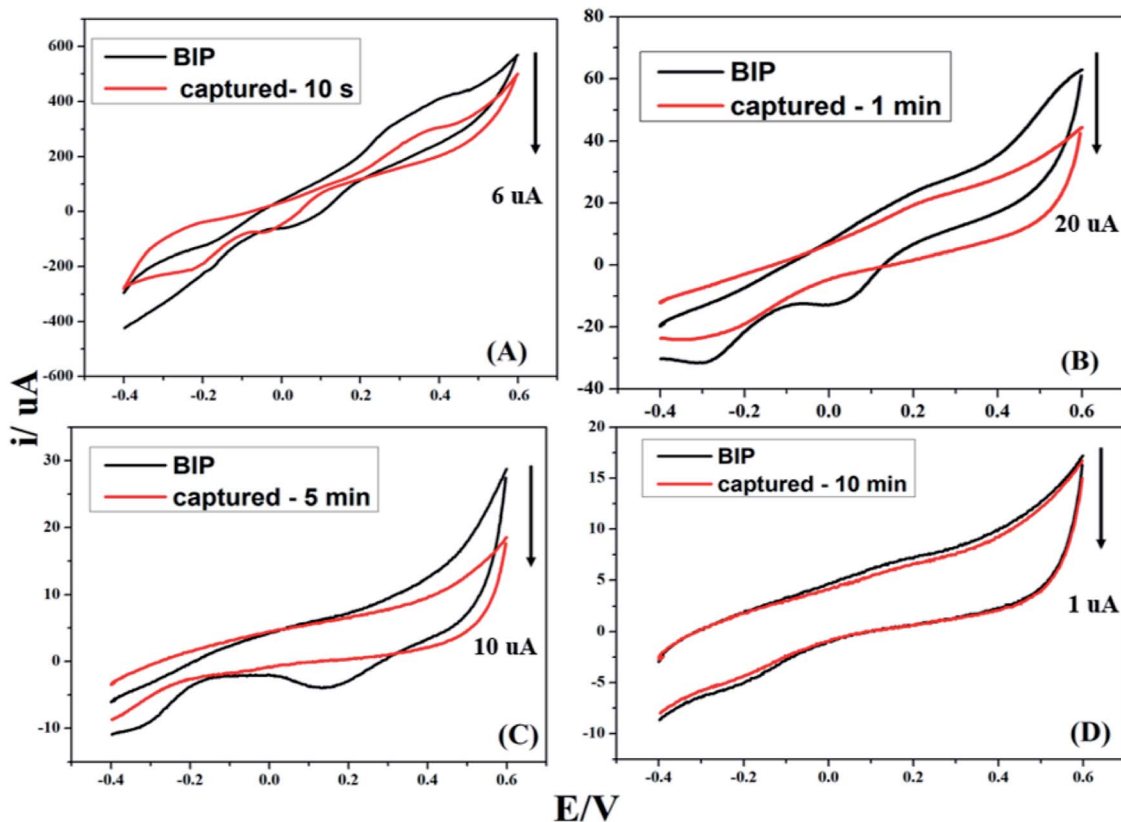 BIP
captured- 10 s
600
400
200
0
-200
-400
-600
-0.4 -0.2 0.0 0.2 0.4 0.6
6 uA
(A)
BIP
captured - 1 min
80
60
40
20
0
-20
-40
-0.4 -0.2 0.0 0.2 0.4 0.6
20 uA
(B)
i/ uA
BIP
captured - 5 min
30
20
10
0
-10
-0.4 -0.2 0.0 0.2 0.4 0.6
10 uA
(C)
BIP
captured - 10 min
20
15
10
5
0
-5
-10
-0.4 -0.2 0.0 0.2 0.4 0.6
1 uA
(D)
E/V